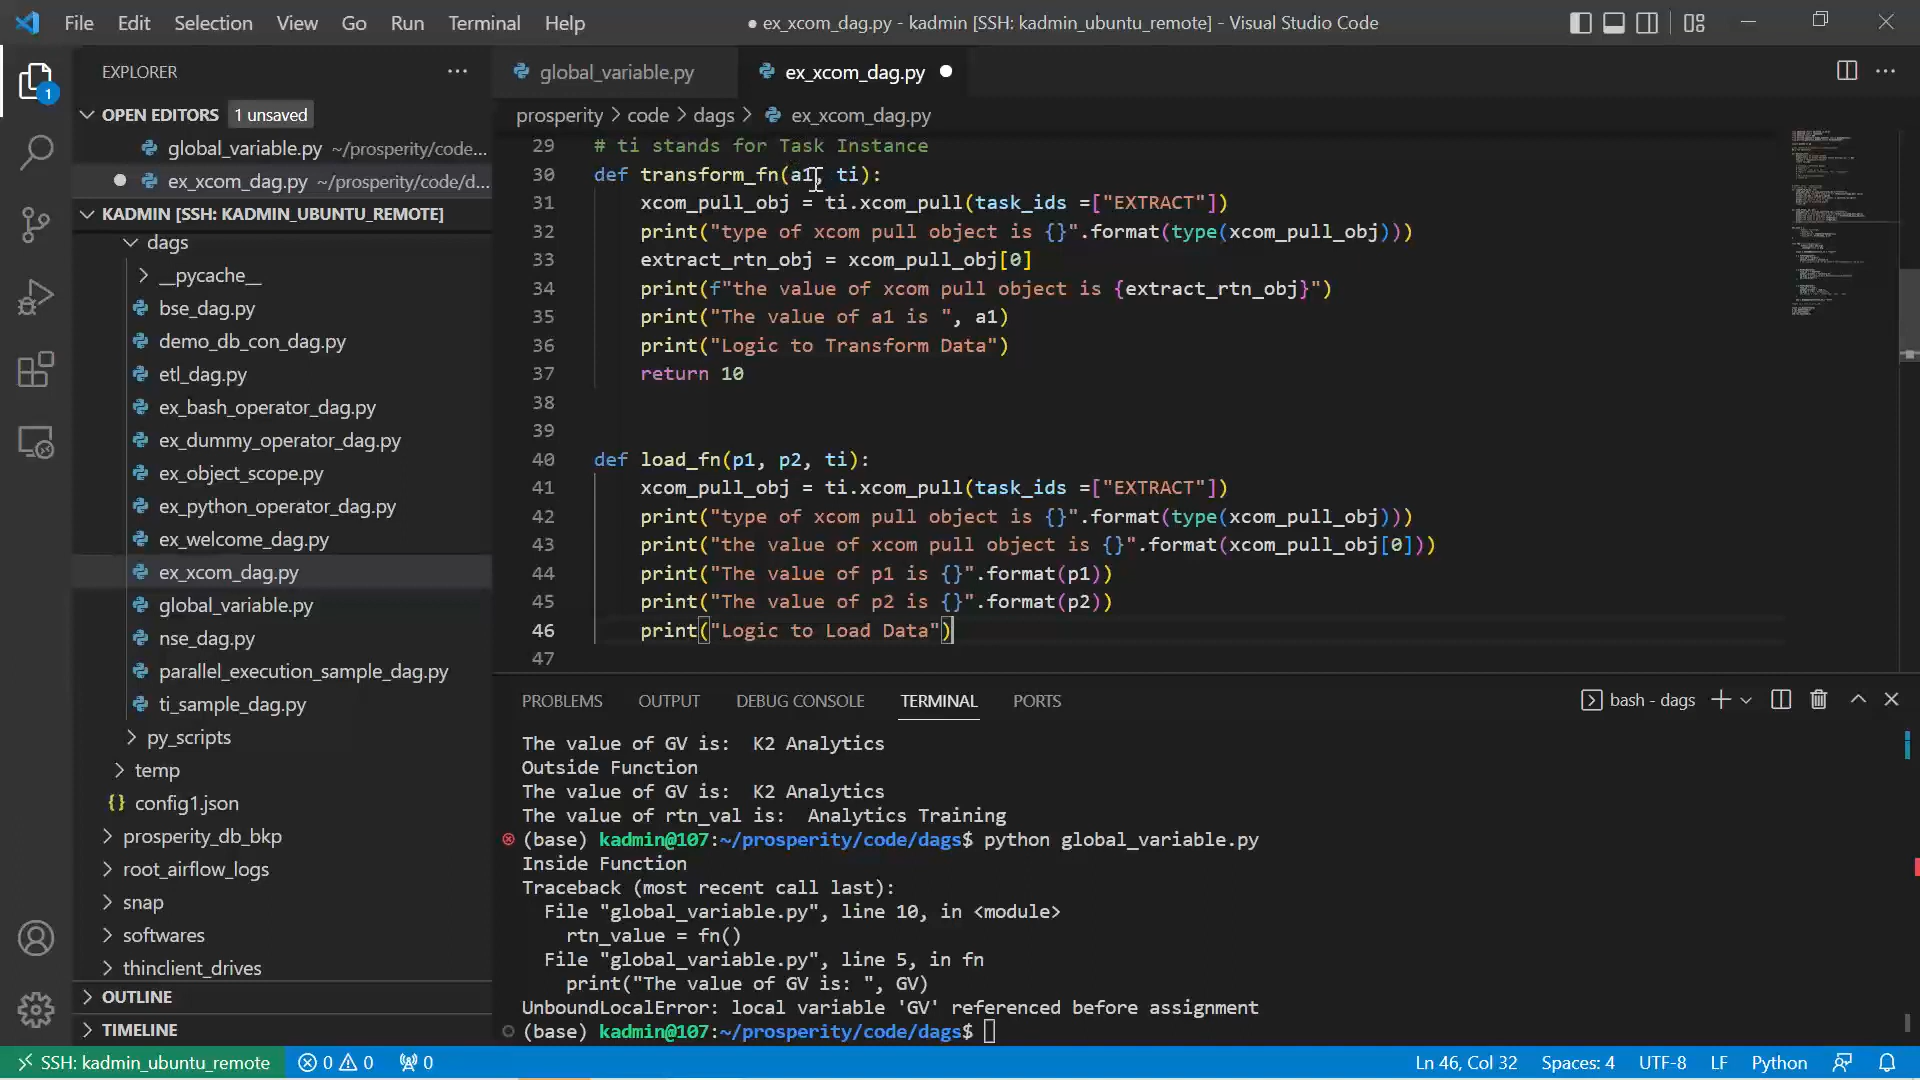 File Edit Selection View Go Run Terminal Help
● ex_xcom_dag.py - kadmin [SSH: kadmin_ubuntu_remote] - Visual Studio Code
EXPLORER
OPEN EDITORS 1 unsaved
global_variable.py ~/prosperity/code...
ex_xcom_dag.py ~/prosperity/code/d...
KADMIN [SSH: KADMIN_UBUNTU_REMOTE]
dags
__pycache__
bse_dag.py
demo_db_con_dag.py
etl_dag.py
ex_bash_operator_dag.py
ex_dummy_operator_dag.py
ex_object_scope.py
ex_python_operator_dag.py
ex_welcome_dag.py
ex_xcom_dag.py
global_variable.py
nse_dag.py
parallel_execution_sample_dag.py
ti_sample_dag.py
py_scripts
temp
{} config1.json
prosperity_db_bkp
root_airflow_logs
snap
softwares
thinclient_drives
OUTLINE
TIMELINE
1
global_variable.py ex_xcom_dag.py ●
prosperity > code > dags > ex_xcom_dag.py
29 # ti stands for Task Instance
30 def transform_fn(a1, ti):
31 xcom_pull_obj = ti.xcom_pull(task_ids =["EXTRACT"])
32 print("type of xcom pull object is {}".format(type(xcom_pull_obj)))
33 extract_rtn_obj = xcom_pull_obj[0]
34 print(f"the value of xcom pull object is {extract_rtn_obj}")
35 print("The value of a1 is ", a1)
36 print("Logic to Transform Data")
37 return 10
38
39
40 def load_fn(p1, p2, ti):
41 xcom_pull_obj = ti.xcom_pull(task_ids =["EXTRACT"])
42 print("type of xcom pull object is {}".format(type(xcom_pull_obj)))
43 print("the value of xcom pull object is {}".format(xcom_pull_obj[0]))
44 print("The value of p1 is {}".format(p1))
45 print("The value of p2 is {}".format(p2))
46 print("Logic to Load Data")
47
PROBLEMS OUTPUT DEBUG CONSOLE TERMINAL PORTS
bash - dags
The value of GV is:  K2 Analytics
Outside Function
The value of GV is:  K2 Analytics
The value of rtn_val is:  Analytics Training
(base) kadmin@107:~/prosperity/code/dags$ python global_variable.py
Inside Function
Traceback (most recent call last):
File "global_variable.py", line 10, in <module>
rtn_value = fn()
File "global_variable.py", line 5, in fn
print("The value of GV is: ", GV)
UnboundLocalError: local variable 'GV' referenced before assignment
(base) kadmin@107:~/prosperity/code/dags$
SSH: kadmin_ubuntu_remote 0 0 0
Ln 46, Col 32 Spaces: 4 UTF-8 LF Python